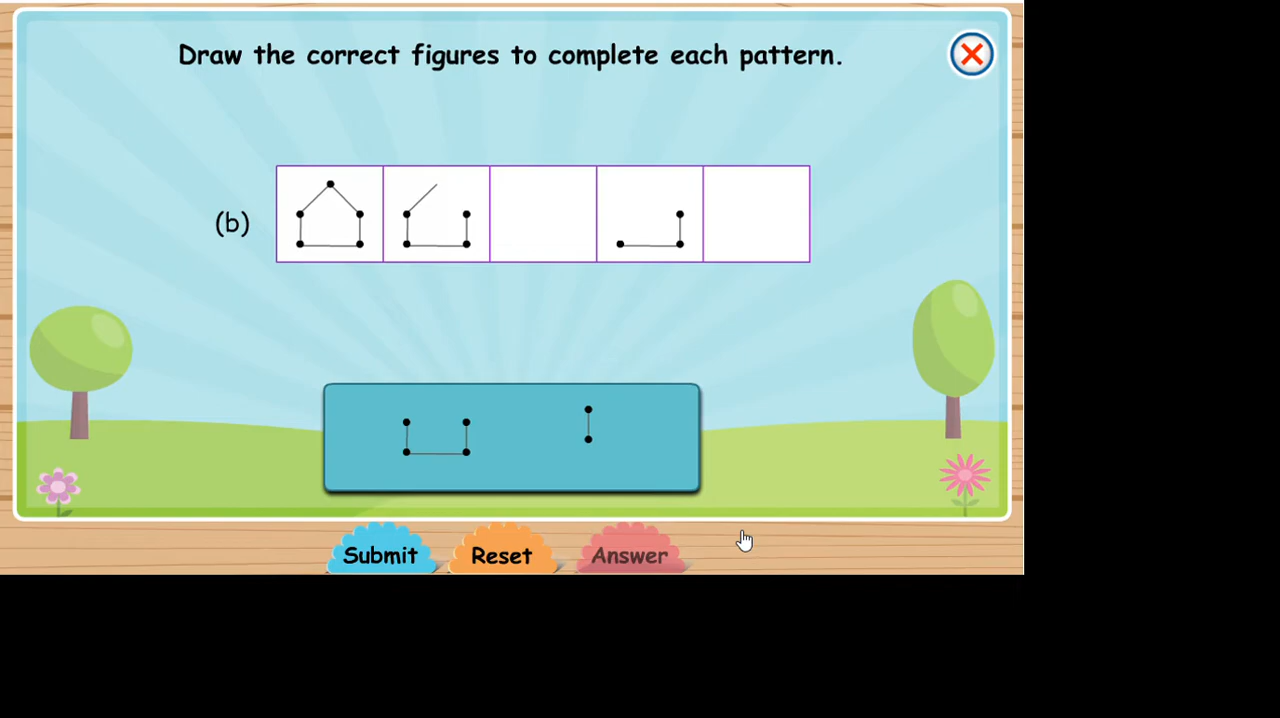 Draw the correct figures to complete each pattern.
(b)
Submit
Reset
Answer